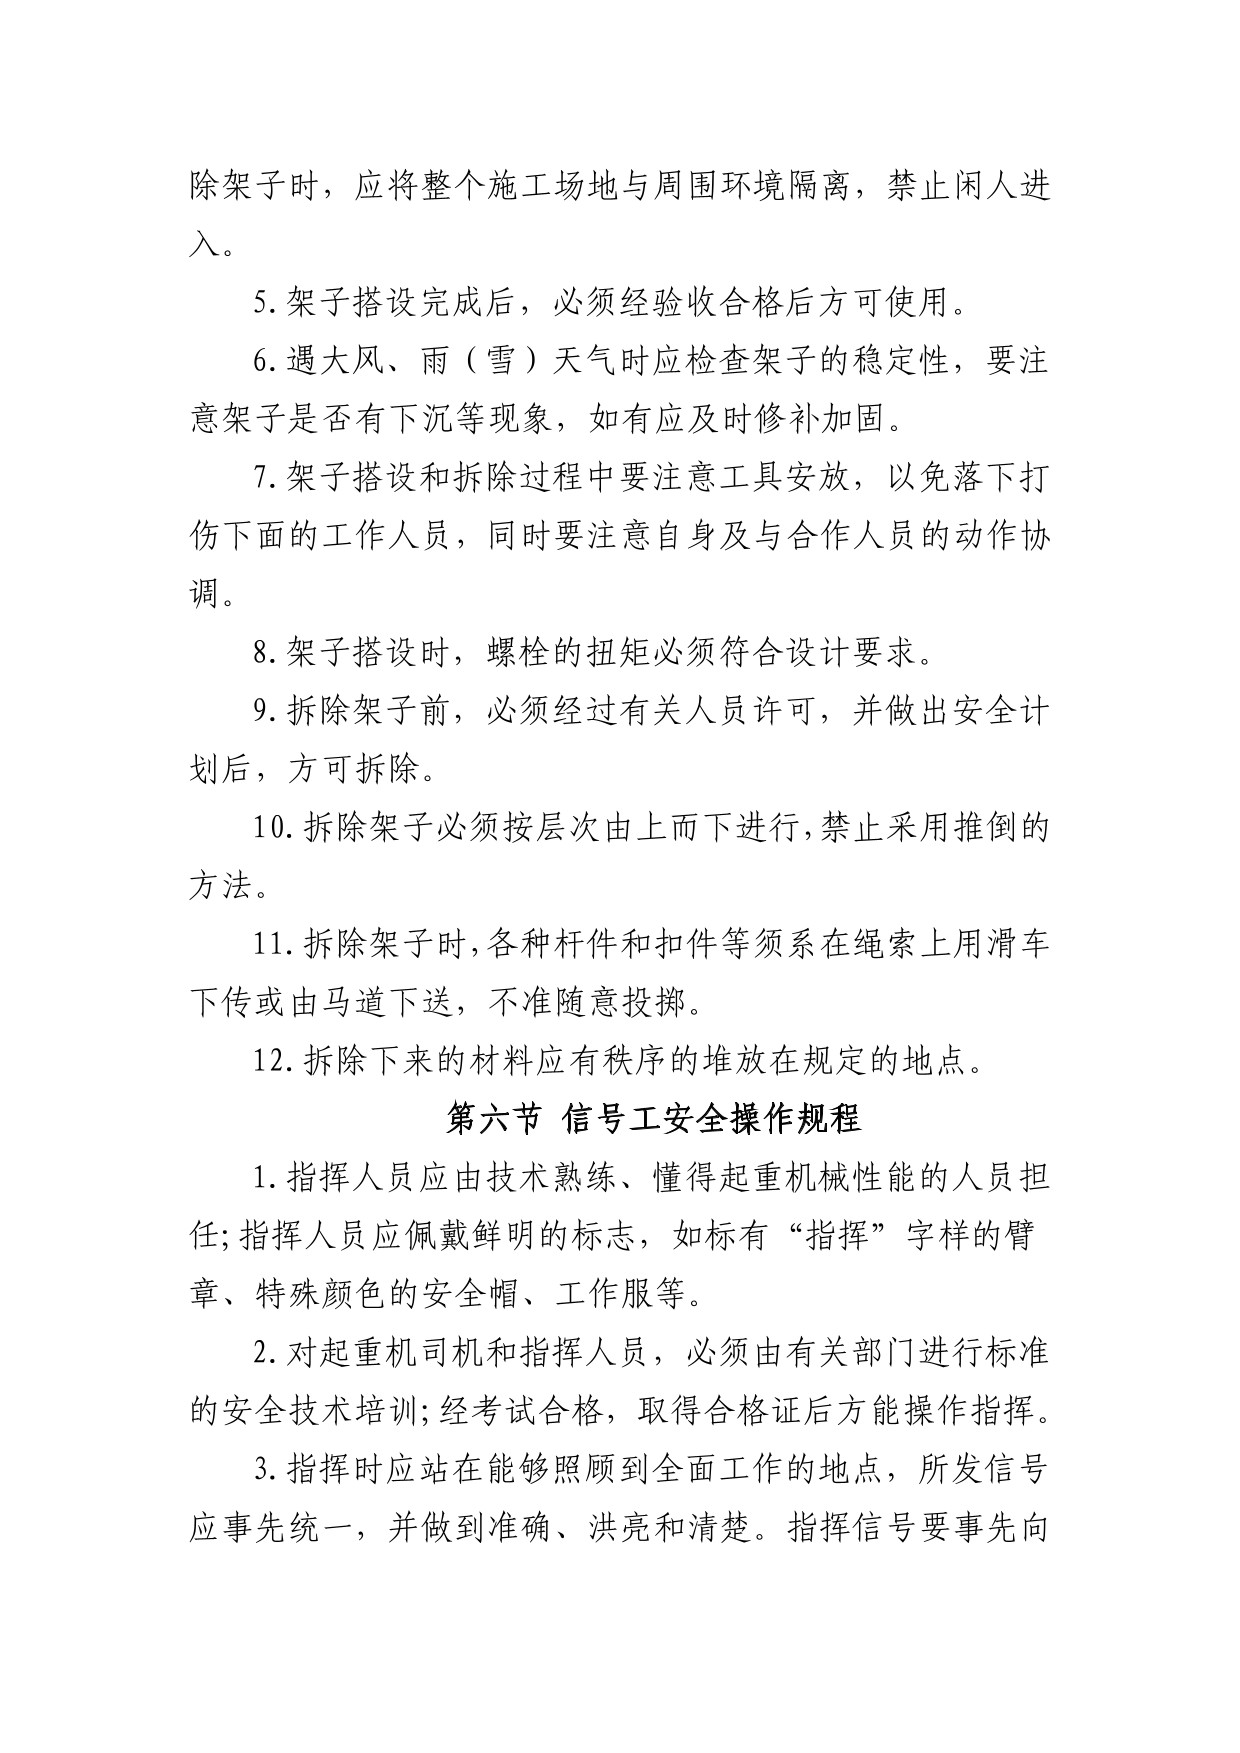 除架子时，应将整个施工场地与周围环境隔离，禁止闲人进
入。
5.架子搭设完成后，必须经验收合格后方可使用。
6.遇大风、雨（雪）天气时应检查架子的稳定性，要注
意架子是否有下沉等现象，如有应及时修补加固。
7.架子搭设和拆除过程中要注意工具安放，以免落下打
伤下面的工作人员，同时要注意自身及与合作人员的动作协
调。
8.架子搭设时，螺栓的扭矩必须符合设计要求。
9.拆除架子前，必须经过有关人员许可，并做出安全计
划后，方可拆除。
10.拆除架子必须按层次由上而下进行,禁止采用推倒的
方法。
11.拆除架子时,各种杆件和扣件等须系在绳索上用滑车
下传或由马道下送，不准随意投掷。
12.拆除下来的材料应有秩序的堆放在规定的地点。
第六节 信号工安全操作规程
1.指挥人员应由技术熟练、懂得起重机械性能的人员担
任;指挥人员应佩戴鲜明的标志，如标有“指挥”字样的臂
章、特殊颜色的安全帽、工作服等。
2.对起重机司机和指挥人员，必须由有关部门进行标准
的安全技术培训;经考试合格，取得合格证后方能操作指挥。
3.指挥时应站在能够照顾到全面工作的地点，所发信号
应事先统一，并做到准确、洪亮和清楚。指挥信号要事先向